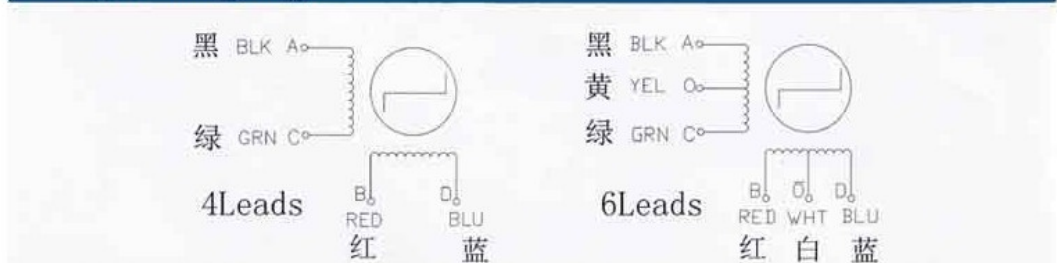 黑 BLK A
绿 GRN C
4Leads
B D
RED BLU
红 蓝
黑 BLK A
黄 YEL O
绿 GRN C
6Leads
B O D
RED WHT BLU
红 白 蓝